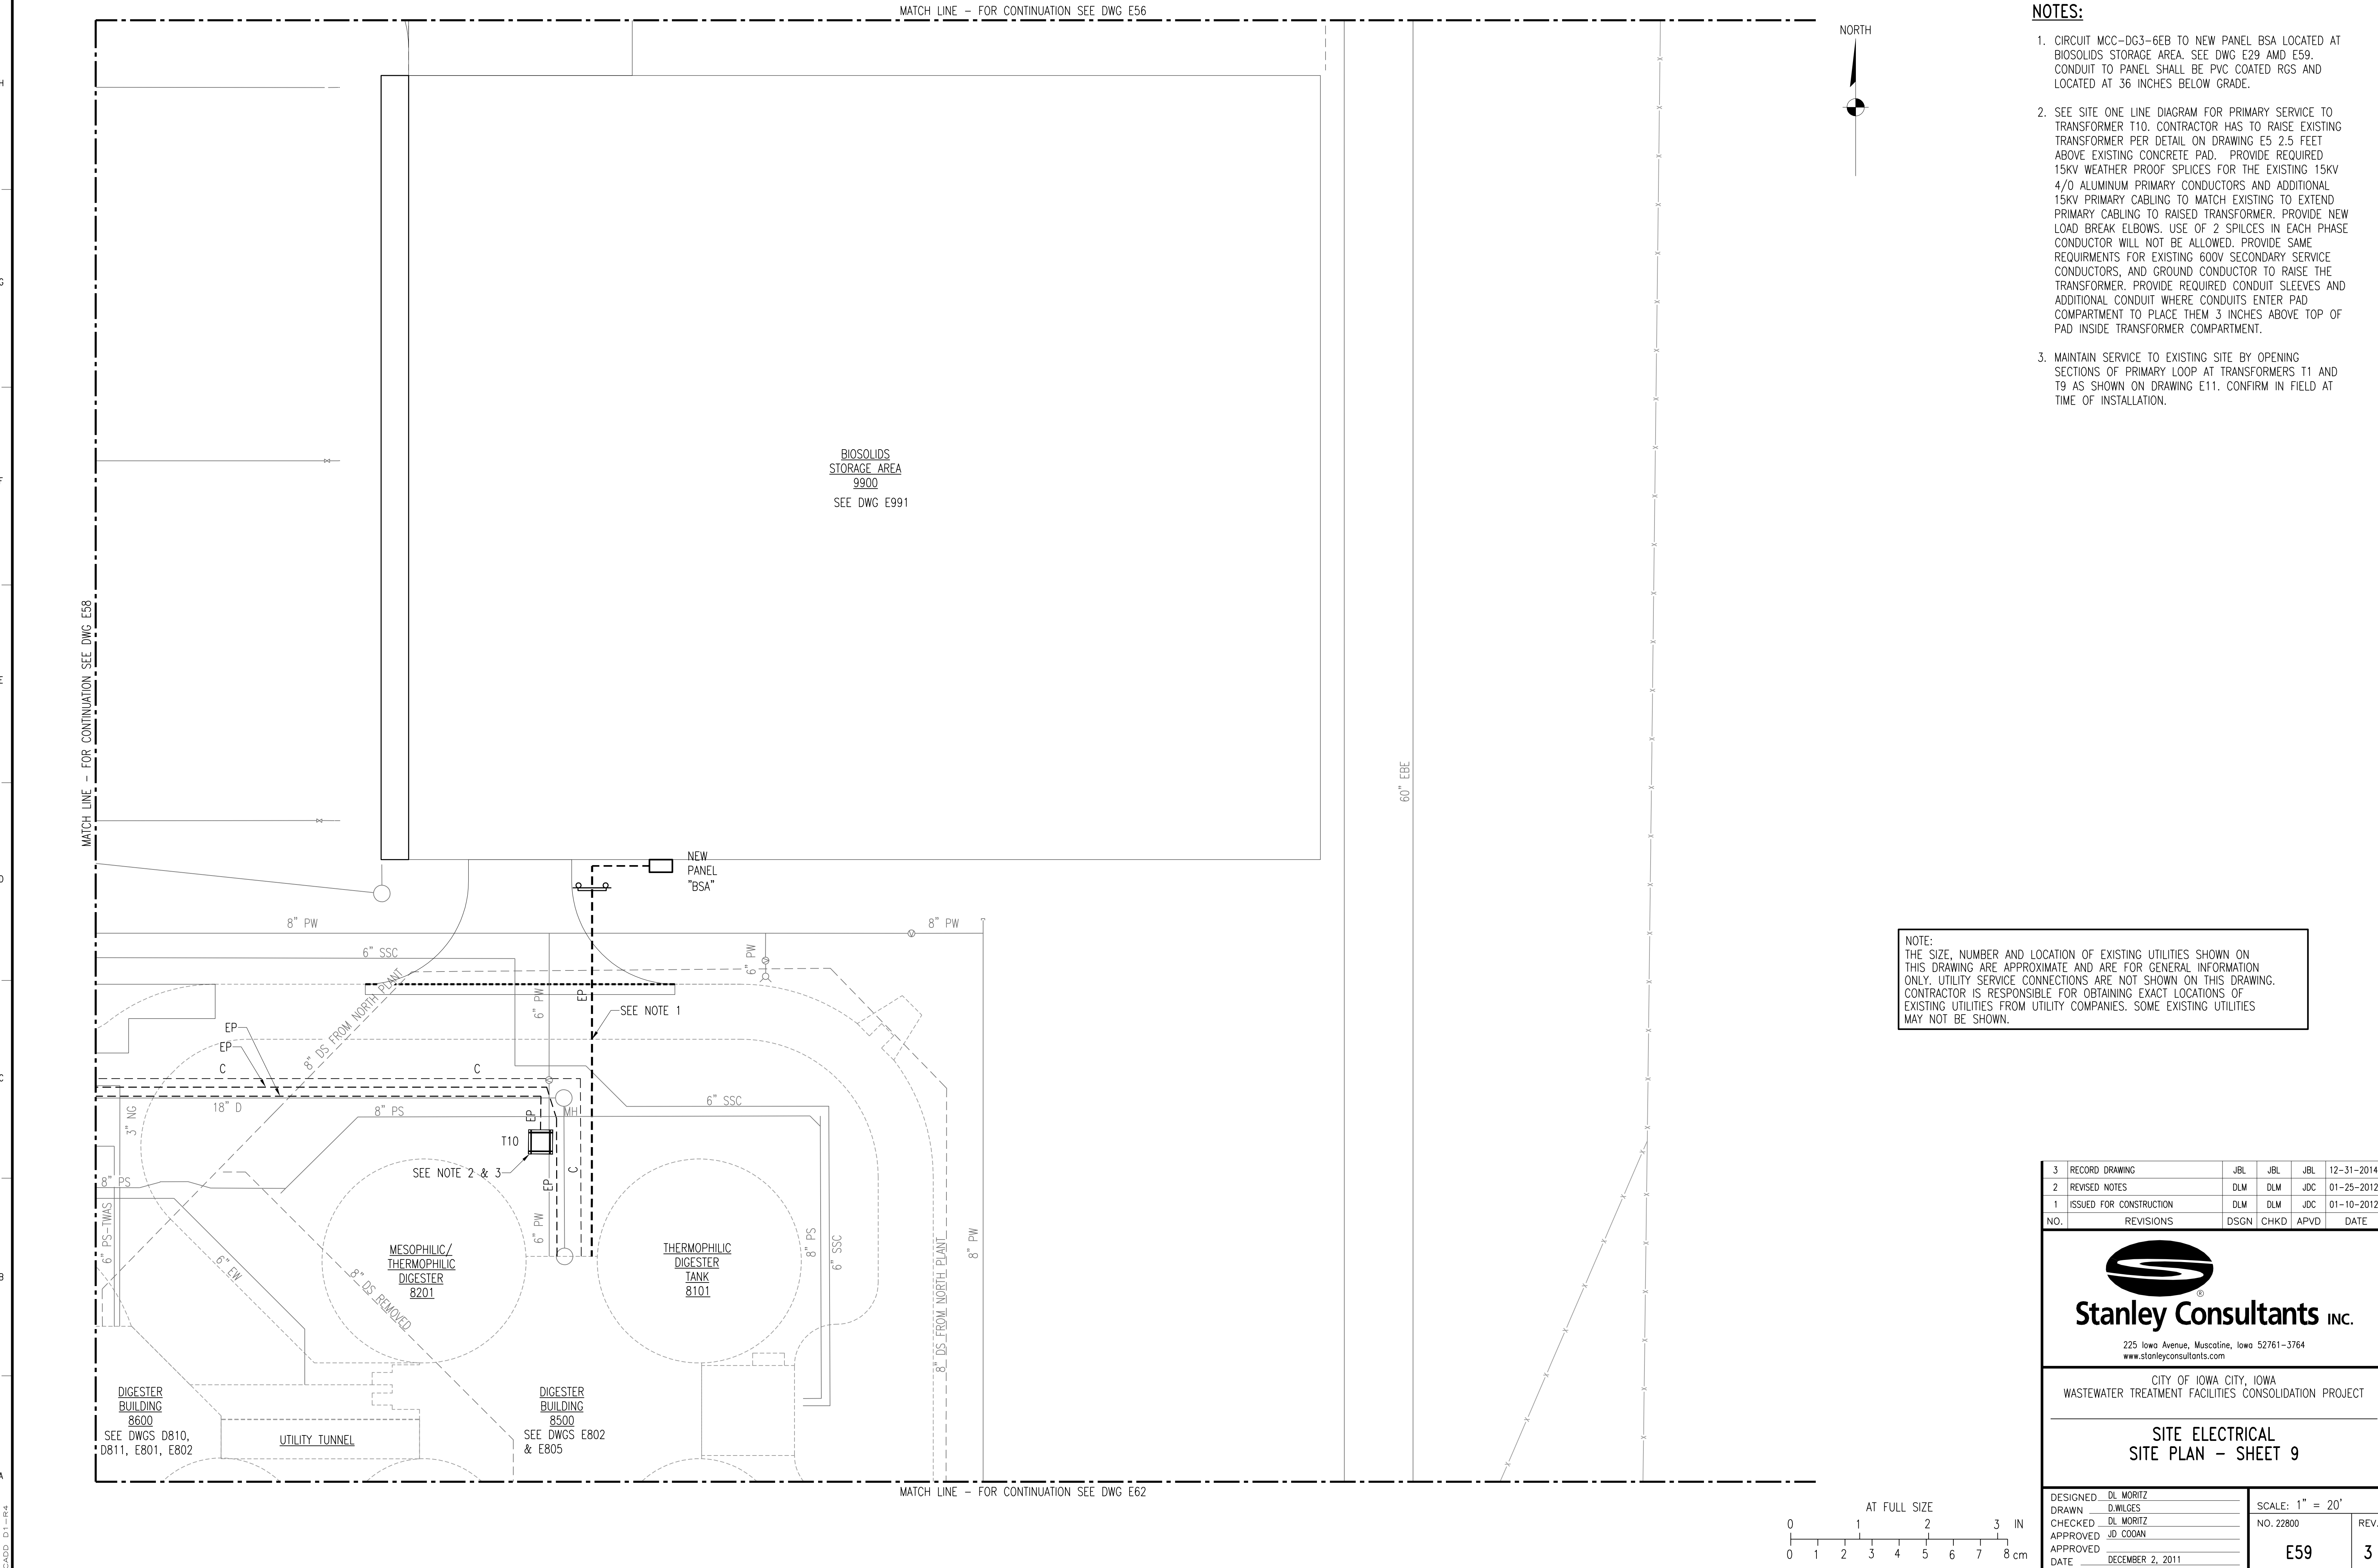 MATCH LINE - FOR CONTINUATION SEE DWG E56
NORTH
NOTES:
1. CIRCUIT MCC-DG3-6EB TO NEW PANEL BSA LOCATED AT
BIOSOLIDS STORAGE AREA. SEE DWG E29 AMD E59.
CONDUIT TO PANEL SHALL BE PVC COATED RGS AND
LOCATED AT 36 INCHES BELOW GRADE.
2. SEE SITE ONE LINE DIAGRAM FOR PRIMARY SERVICE TO
TRANSFORMER T10. CONTRACTOR HAS TO RAISE EXISTING
TRANSFORMER PER DETAIL ON DRAWING E5 2.5 FEET
ABOVE EXISTING CONCRETE PAD. PROVIDE REQUIRED
15KV WEATHER PROOF SPLICES FOR THE EXISTING 15KV
4/0 ALUMINUM PRIMARY CONDUCTORS AND ADDITIONAL
15KV PRIMARY CABLING TO MATCH EXISTING TO EXTEND
PRIMARY CABLING TO RAISED TRANSFORMER. PROVIDE NEW
LOAD BREAK ELBOWS. USE OF 2 SPILCES IN EACH PHASE
CONDUCTOR WILL NOT BE ALLOWED. PROVIDE SAME
REQUIRMENTS FOR EXISTING 600V SECONDARY SERVICE
CONDUCTORS, AND GROUND CONDUCTOR TO RAISE THE
TRANSFORMER. PROVIDE REQUIRED CONDUIT SLEEVES AND
ADDITIONAL CONDUIT WHERE CONDUITS ENTER PAD
COMPARTMENT TO PLACE THEM 3 INCHES ABOVE TOP OF
PAD INSIDE TRANSFORMER COMPARTMENT.
3. MAINTAIN SERVICE TO EXISTING SITE BY OPENING
SECTIONS OF PRIMARY LOOP AT TRANSFORMERS T1 AND
T9 AS SHOWN ON DRAWING E11. CONFIRM IN FIELD AT
TIME OF INSTALLATION.
BIOSOLIDS
STORAGE AREA
9900
SEE DWG E991
MATCH LINE - FOR CONTINUATION SEE DWG E58
60" EBE
NEW
PANEL
"BSA"
8" PW
8" PW
6" SSC
6" PW
8" DS FROM NORTH PLANT
6" PW
EP
SEE NOTE 1
EP
EP
C
C
18" D
3" NG
8" PS
EP
MH
6" SSC
T10
SEE NOTE 2 & 3
C
EP
8" PS
6" PS-TWAS
6" EW
8" DS REMOVED
6" PW
8" PS
6" SSC
8" DS FROM NORTH PLANT
8" PW
MESOPHILIC/
THERMOPHILIC
DIGESTER
8201
THERMOPHILIC
DIGESTER
TANK
8101
DIGESTER
BUILDING
8600
SEE DWGS D810,
D811, E801, E802
UTILITY TUNNEL
DIGESTER
BUILDING
8500
SEE DWGS E802
& E805
MATCH LINE - FOR CONTINUATION SEE DWG E62
NOTE:
THE SIZE, NUMBER AND LOCATION OF EXISTING UTILITIES SHOWN ON
THIS DRAWING ARE APPROXIMATE AND ARE FOR GENERAL INFORMATION
ONLY. UTILITY SERVICE CONNECTIONS ARE NOT SHOWN ON THIS DRAWING.
CONTRACTOR IS RESPONSIBLE FOR OBTAINING EXACT LOCATIONS OF
EXISTING UTILITIES FROM UTILITY COMPANIES. SOME EXISTING UTILITIES
MAY NOT BE SHOWN.
3 RECORD DRAWING JBL JBL JBL 12-31-2014
2 REVISED NOTES DLM DLM JDC 01-25-2012
1 ISSUED FOR CONSTRUCTION DLM DLM JDC 01-10-2012
NO. REVISIONS DSGN CHKD APVD DATE
®
Stanley Consultants INC.
225 Iowa Avenue, Muscatine, Iowa 52761-3764
www.stanleyconsultants.com
CITY OF IOWA CITY, IOWA
WASTEWATER TREATMENT FACILITIES CONSOLIDATION PROJECT
SITE ELECTRICAL
SITE PLAN - SHEET 9
DESIGNED DL MORITZ
DRAWN D.WILGES
CHECKED DL MORITZ
APPROVED JD COOAN
APPROVED
DATE DECEMBER 2, 2011
SCALE: 1" = 20'
NO. 22800
REV.
E59
3
AT FULL SIZE
0 1 2 3 IN
0 1 2 3 4 5 6 7 8 cm
CADD D1-R4